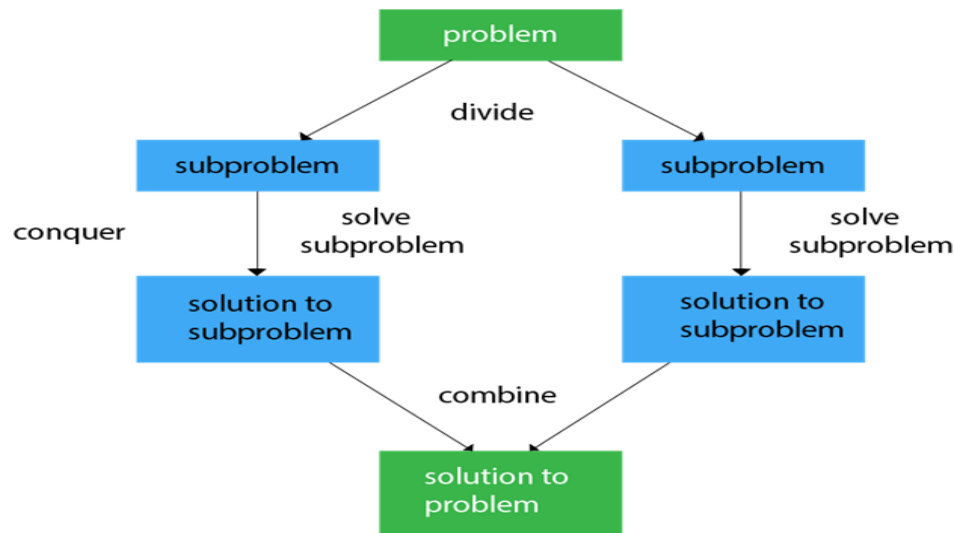 problem
divide
subproblem
subproblem
conquer
solve
subproblem
solve
subproblem
solution to
subproblem
solution to
subproblem
combine
solution to
problem